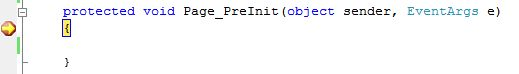 protected void Page_PreInit(object sender, EventArgs e)
{
}